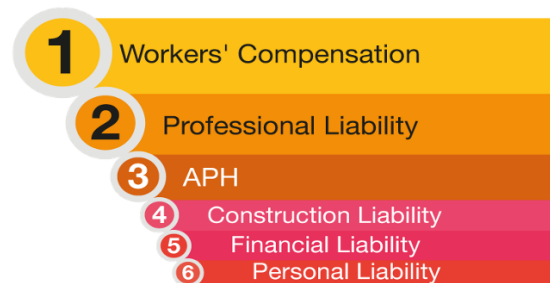 1 Workers' Compensation
2 Professional Liability
3 APH
4 Construction Liability
5 Financial Liability
6 Personal Liability